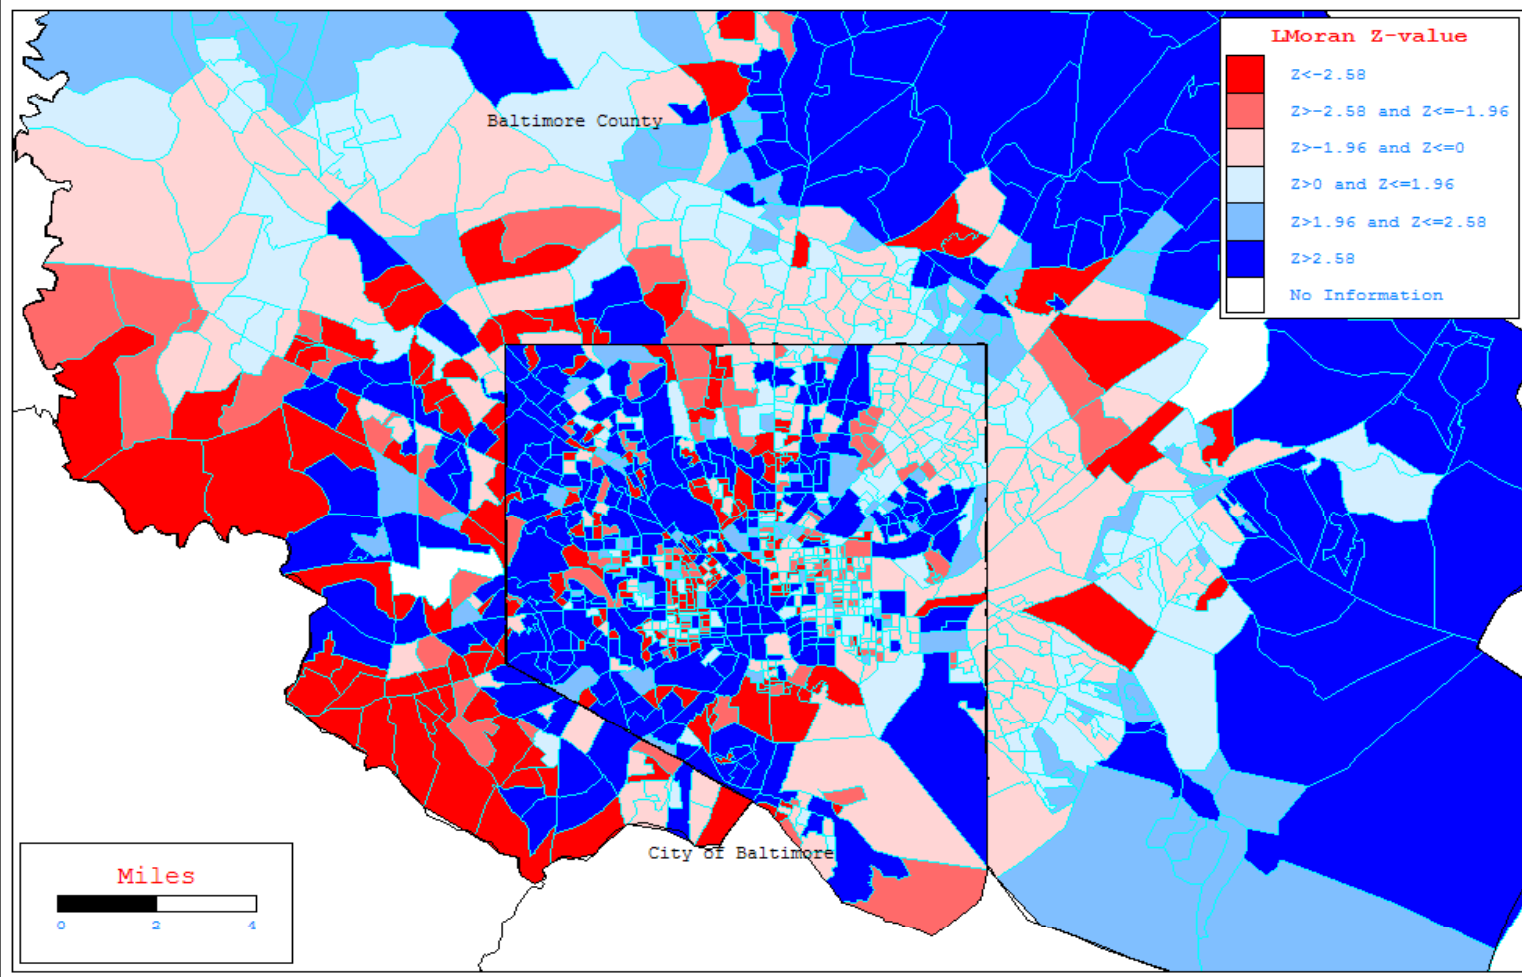 LMoran Z-value
Z<-2.58
Z>-2.58 and Z<=-1.96
Z>-1.96 and Z<=0
Z>0 and Z<=1.96
Z>1.96 and Z<=2.58
Z>2.58
No Information
Baltimore County
City of Baltimore
Miles
0 2 4